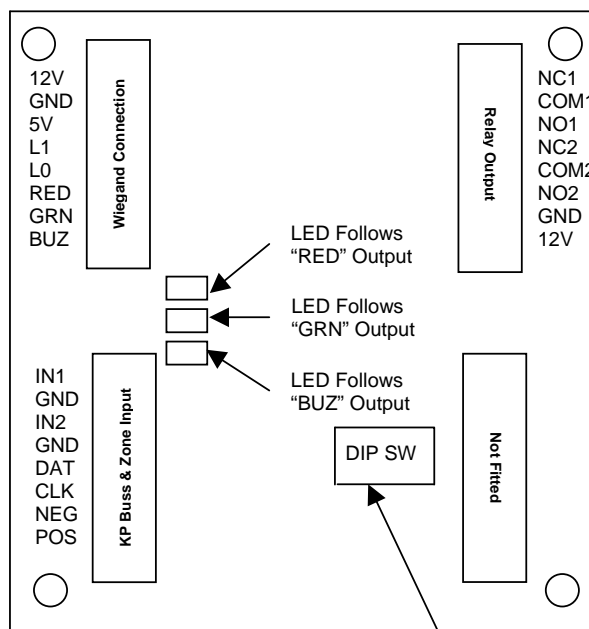 12V
GND
5V
L1
L0
RED
GRN
BUZ
Wiegand Connection
Relay Output
NC1
COM1
NO1
NC2
COM2
NO2
GND
12V
LED Follows
“RED” Output
LED Follows
“GRN” Output
LED Follows
“BUZ” Output
IN1
GND
IN2
GND
DAT
CLK
NEG
POS
KP Buss & Zone Input
DIP SW
Not Fitted